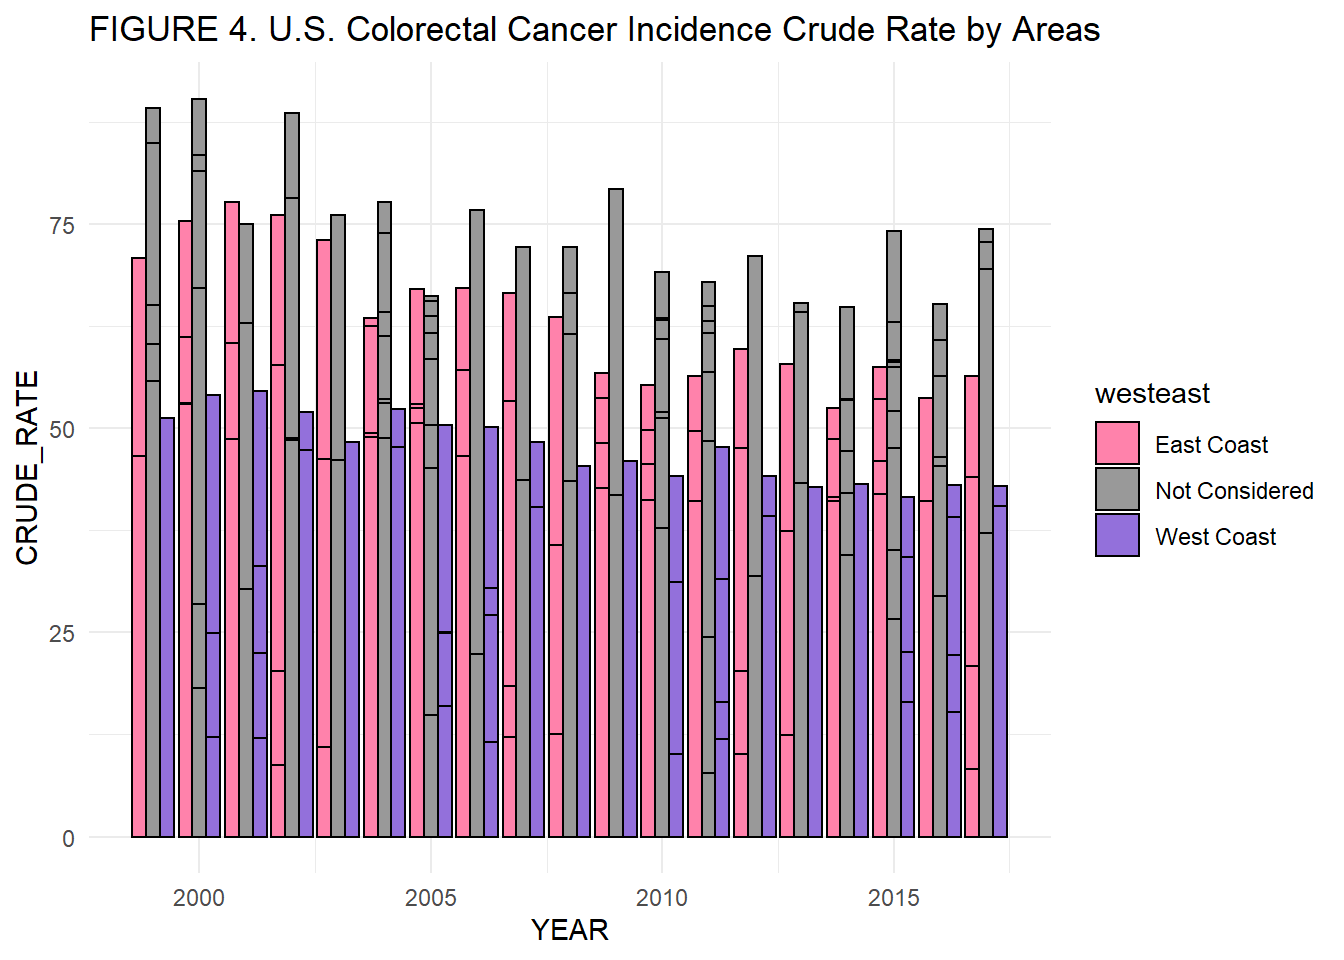 FIGURE 4. U.S. Colorectal Cancer Incidence Crude Rate by Areas
CRUDE_RATE
75
50
25
0
2000
2005
2010
2015
YEAR
westeast
East Coast
Not Considered
West Coast